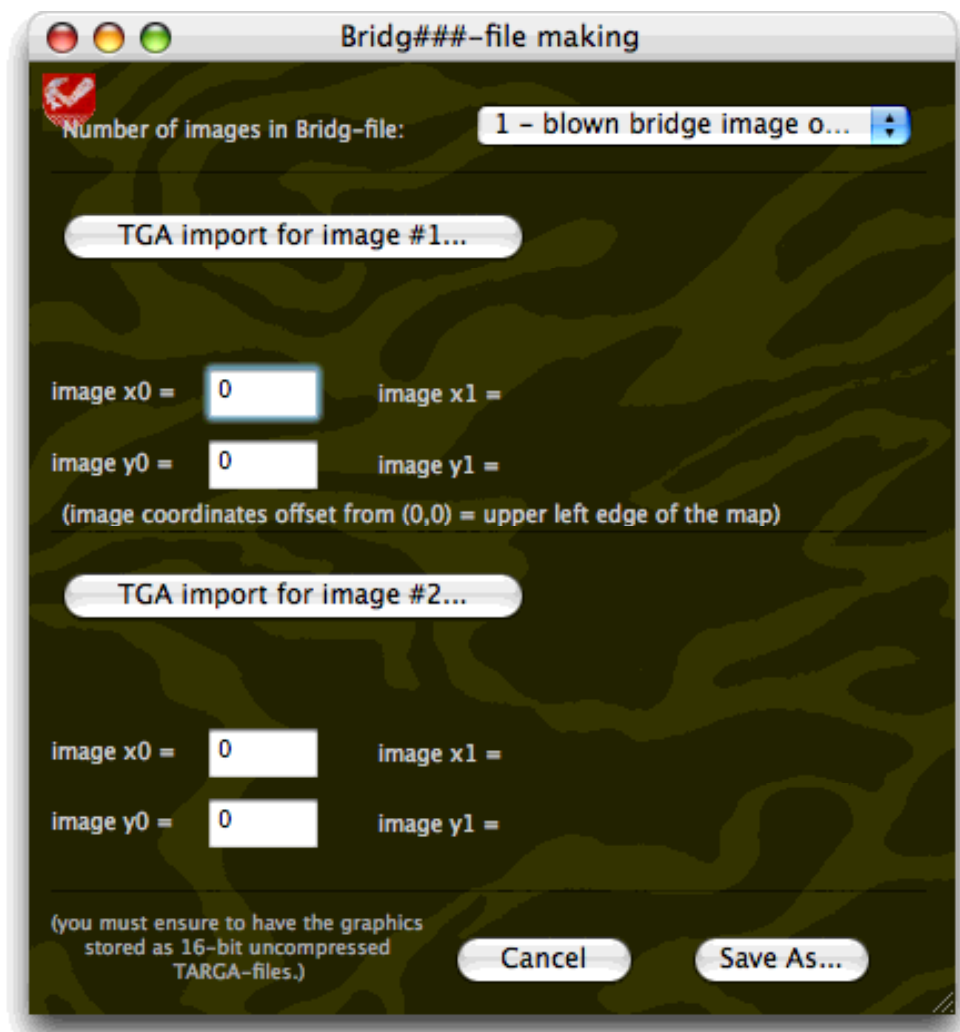 Bridg###-file making
Number of images in Bridg-file: 1 – blown bridge image o...
TGA import for image #1...
image x0 = 0 image x1 =
image y0 = 0 image y1 =
(image coordinates offset from (0,0) = upper left edge of the map)
TGA import for image #2...
image x0 = 0 image x1 =
image y0 = 0 image y1 =
(you must ensure to have the graphics
stored as 16-bit uncompressed
TARGA-files.)
Cancel Save As...